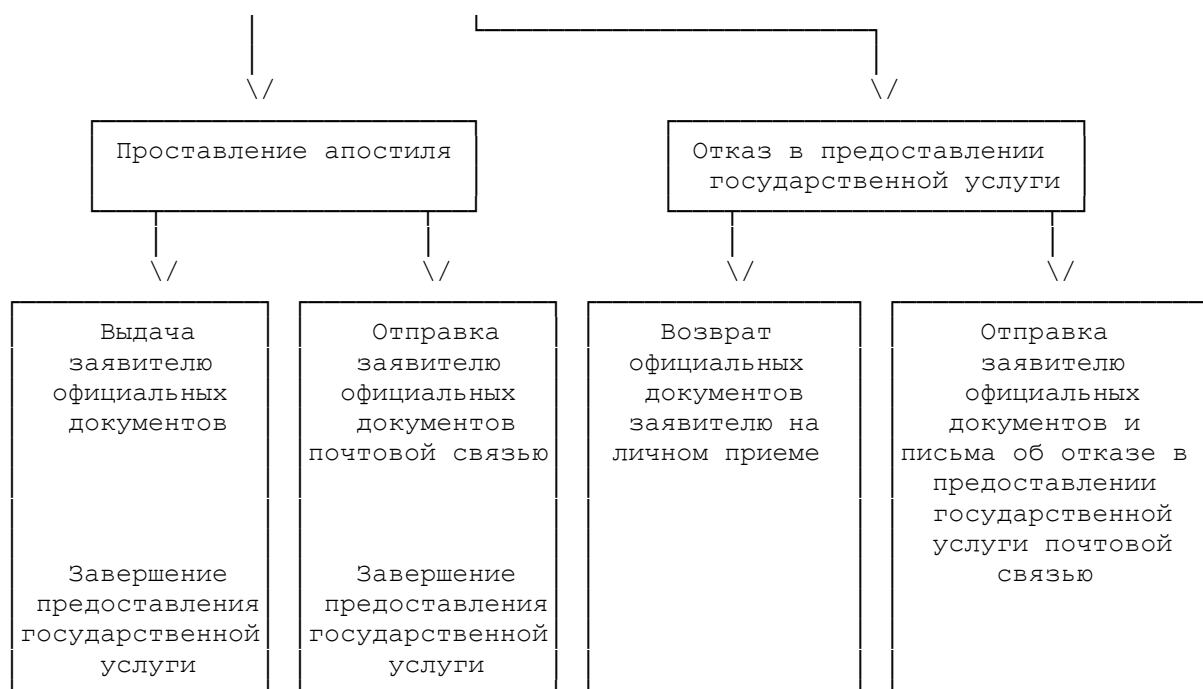 Проставление апостиля
Отказ в предоставлении
государственной услуги
Выдача
заявителю
официальных
документов
Завершение
предоставления
государственной
услуги
Отправка
заявителю
официальных
документов
почтовой связью
Завершение
предоставления
государственной
услуги
Возврат
официальных
документов
заявителю на
личном приеме
Отправка
заявителю
официальных
документов и
письма об отказе в
предоставлении
государственной
услуги почтовой
связью